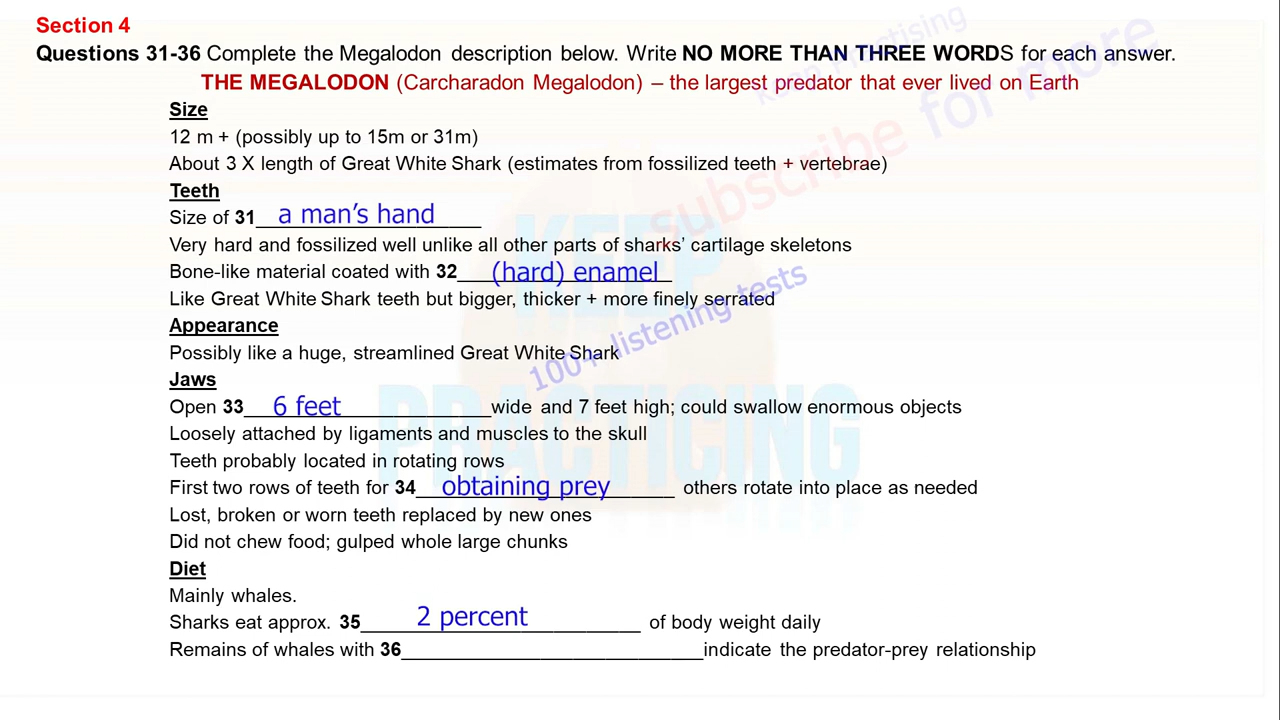 Section 4
Questions 31-36 Complete the Megalodon description below. Write NO MORE THAN THREE WORDS for each answer.
THE MEGALODON (Carcharadon Megalodon) – the largest predator that ever lived on Earth
Size
12 m + (possibly up to 15m or 31m)
About 3 X length of Great White Shark (estimates from fossilized teeth + vertebrae)
Teeth
Size of 31 a man's hand
Very hard and fossilized well unlike all other parts of sharks' cartilage skeletons
Bone-like material coated with 32 (hard) enamel
Like Great White Shark teeth but bigger, thicker + more finely serrated
Appearance
Possibly like a huge, streamlined Great White Shark
Jaws
Open 33 6 feet wide and 7 feet high; could swallow enormous objects
Loosely attached by ligaments and muscles to the skull
Teeth probably located in rotating rows
First two rows of teeth for 34 obtaining prey others rotate into place as needed
Lost, broken or worn teeth replaced by new ones
Did not chew food; gulped whole large chunks
Diet
Mainly whales.
Sharks eat approx. 35 2 percent of body weight daily
Remains of whales with 36 indicate the predator-prey relationship
Keep Practising
subscribe for more
100+ listening tests
KEEP
PRACTICING